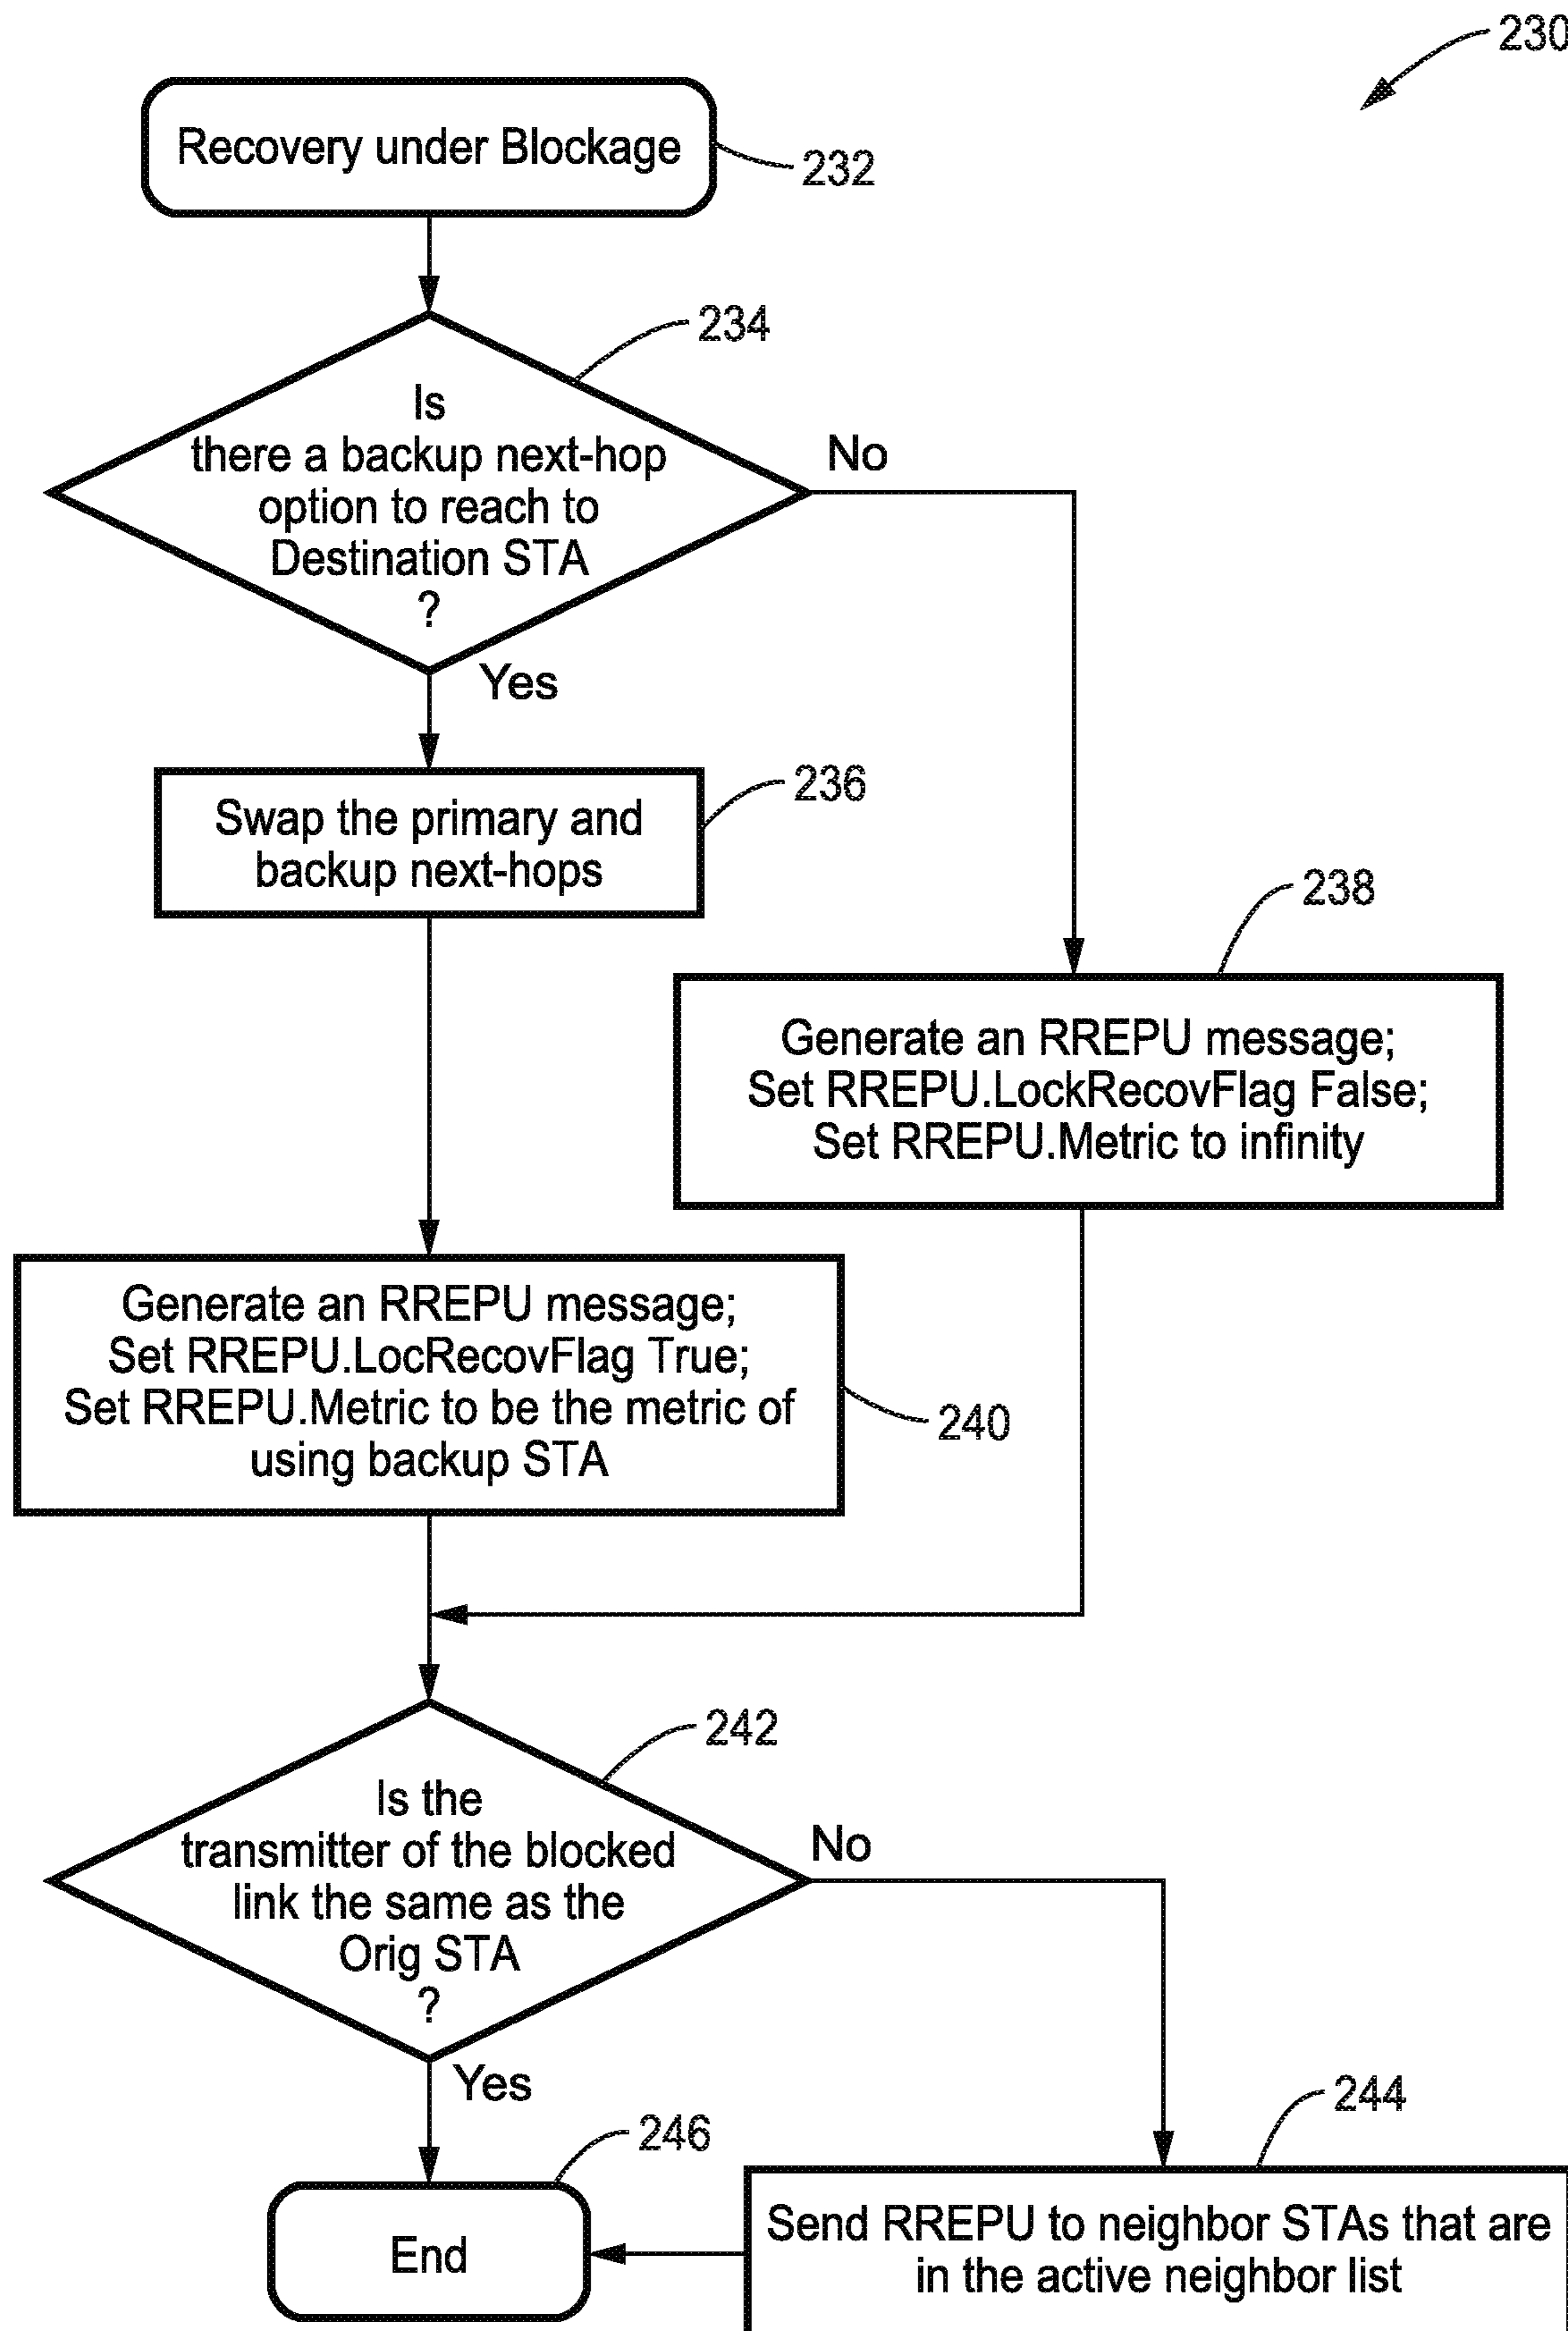 230
Recovery under Blockage
232
234
Is
there a backup next-hop
option to reach to
Destination STA
?
No
Yes
236
Swap the primary and
backup next-hops
238
Generate an RREPU message;
Set RREPU.LockRecovFlag False;
Set RREPU.Metric to infinity
Generate an RREPU message;
Set RREPU.LocRecovFlag True;
Set RREPU.Metric to be the metric of
using backup STA
240
242
Is the
transmitter of the blocked
link the same as the
Orig STA
?
No
Yes
244
246
End
Send RREPU to neighbor STAs that are
in the active neighbor list